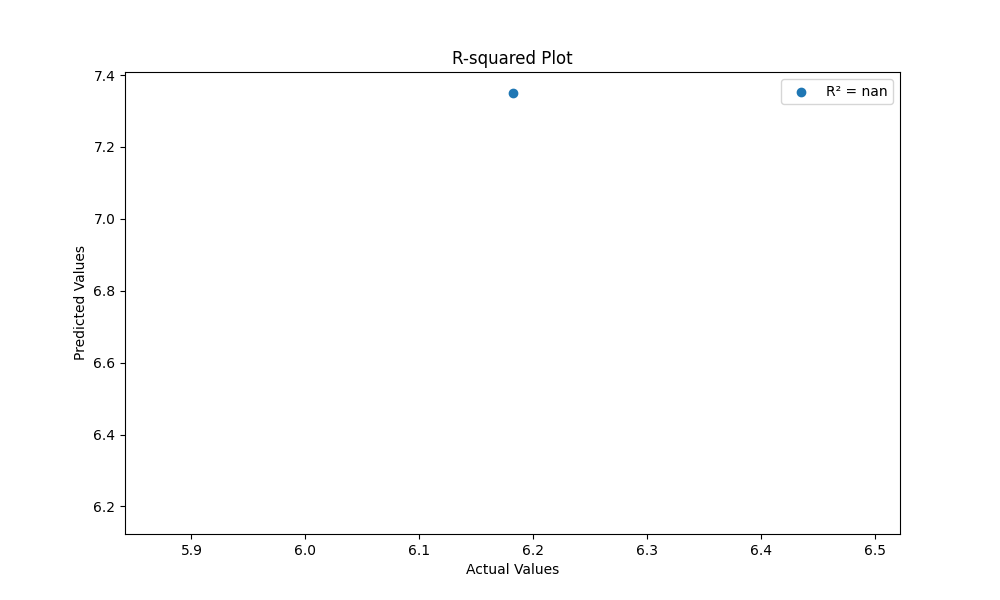 R-squared Plot
R² = nan
Predicted Values
7.4
7.2
7.0
6.8
6.6
6.4
6.2
5.9 6.0 6.1 6.2 6.3 6.4 6.5
Actual Values